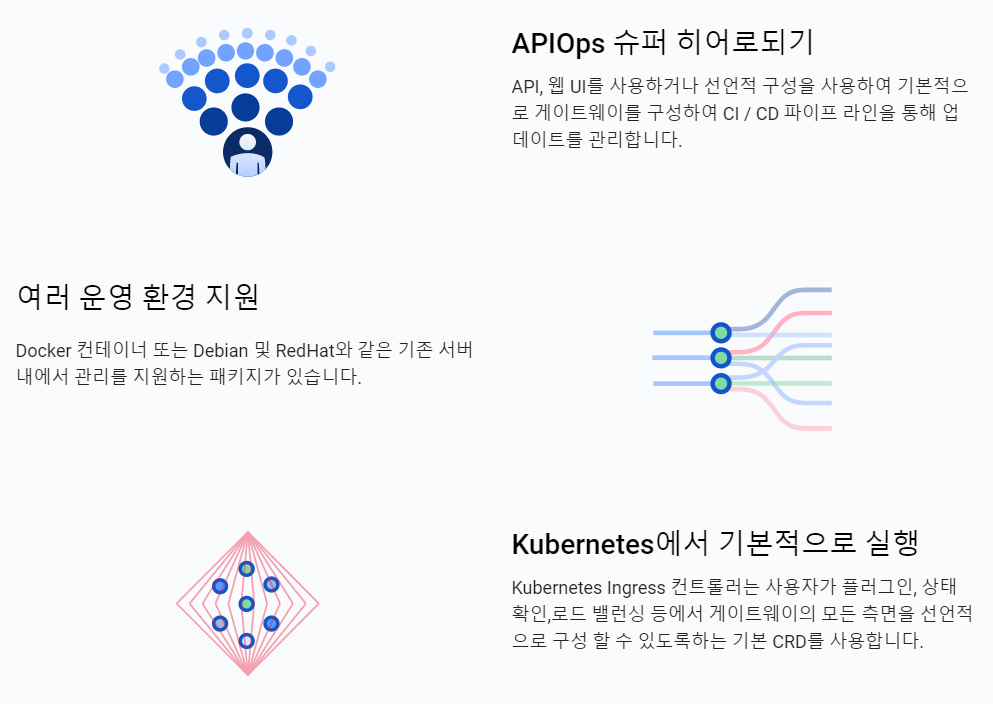 APIOps 슈퍼 히어로되기
API, 웹 UI를 사용하거나 선언적 구성을 사용하여 기본적으
로 게이트웨이를 구성하여 CI / CD 파이프 라인을 통해 업
데이트를 관리합니다.
여러 운영 환경 지원
Docker 컨테이너 또는 Debian 및 RedHat와 같은 기존 서버
내에서 관리를 지원하는 패키지가 있습니다.
Kubernetes에서 기본적으로 실행
Kubernetes Ingress 컨트롤러는 사용자가 플러그인, 상태
확인,로드 밸런싱 등에서 게이트웨이의 모든 측면을 선언적
으로 구성 할 수 있도록하는 기본 CRD를 사용합니다.